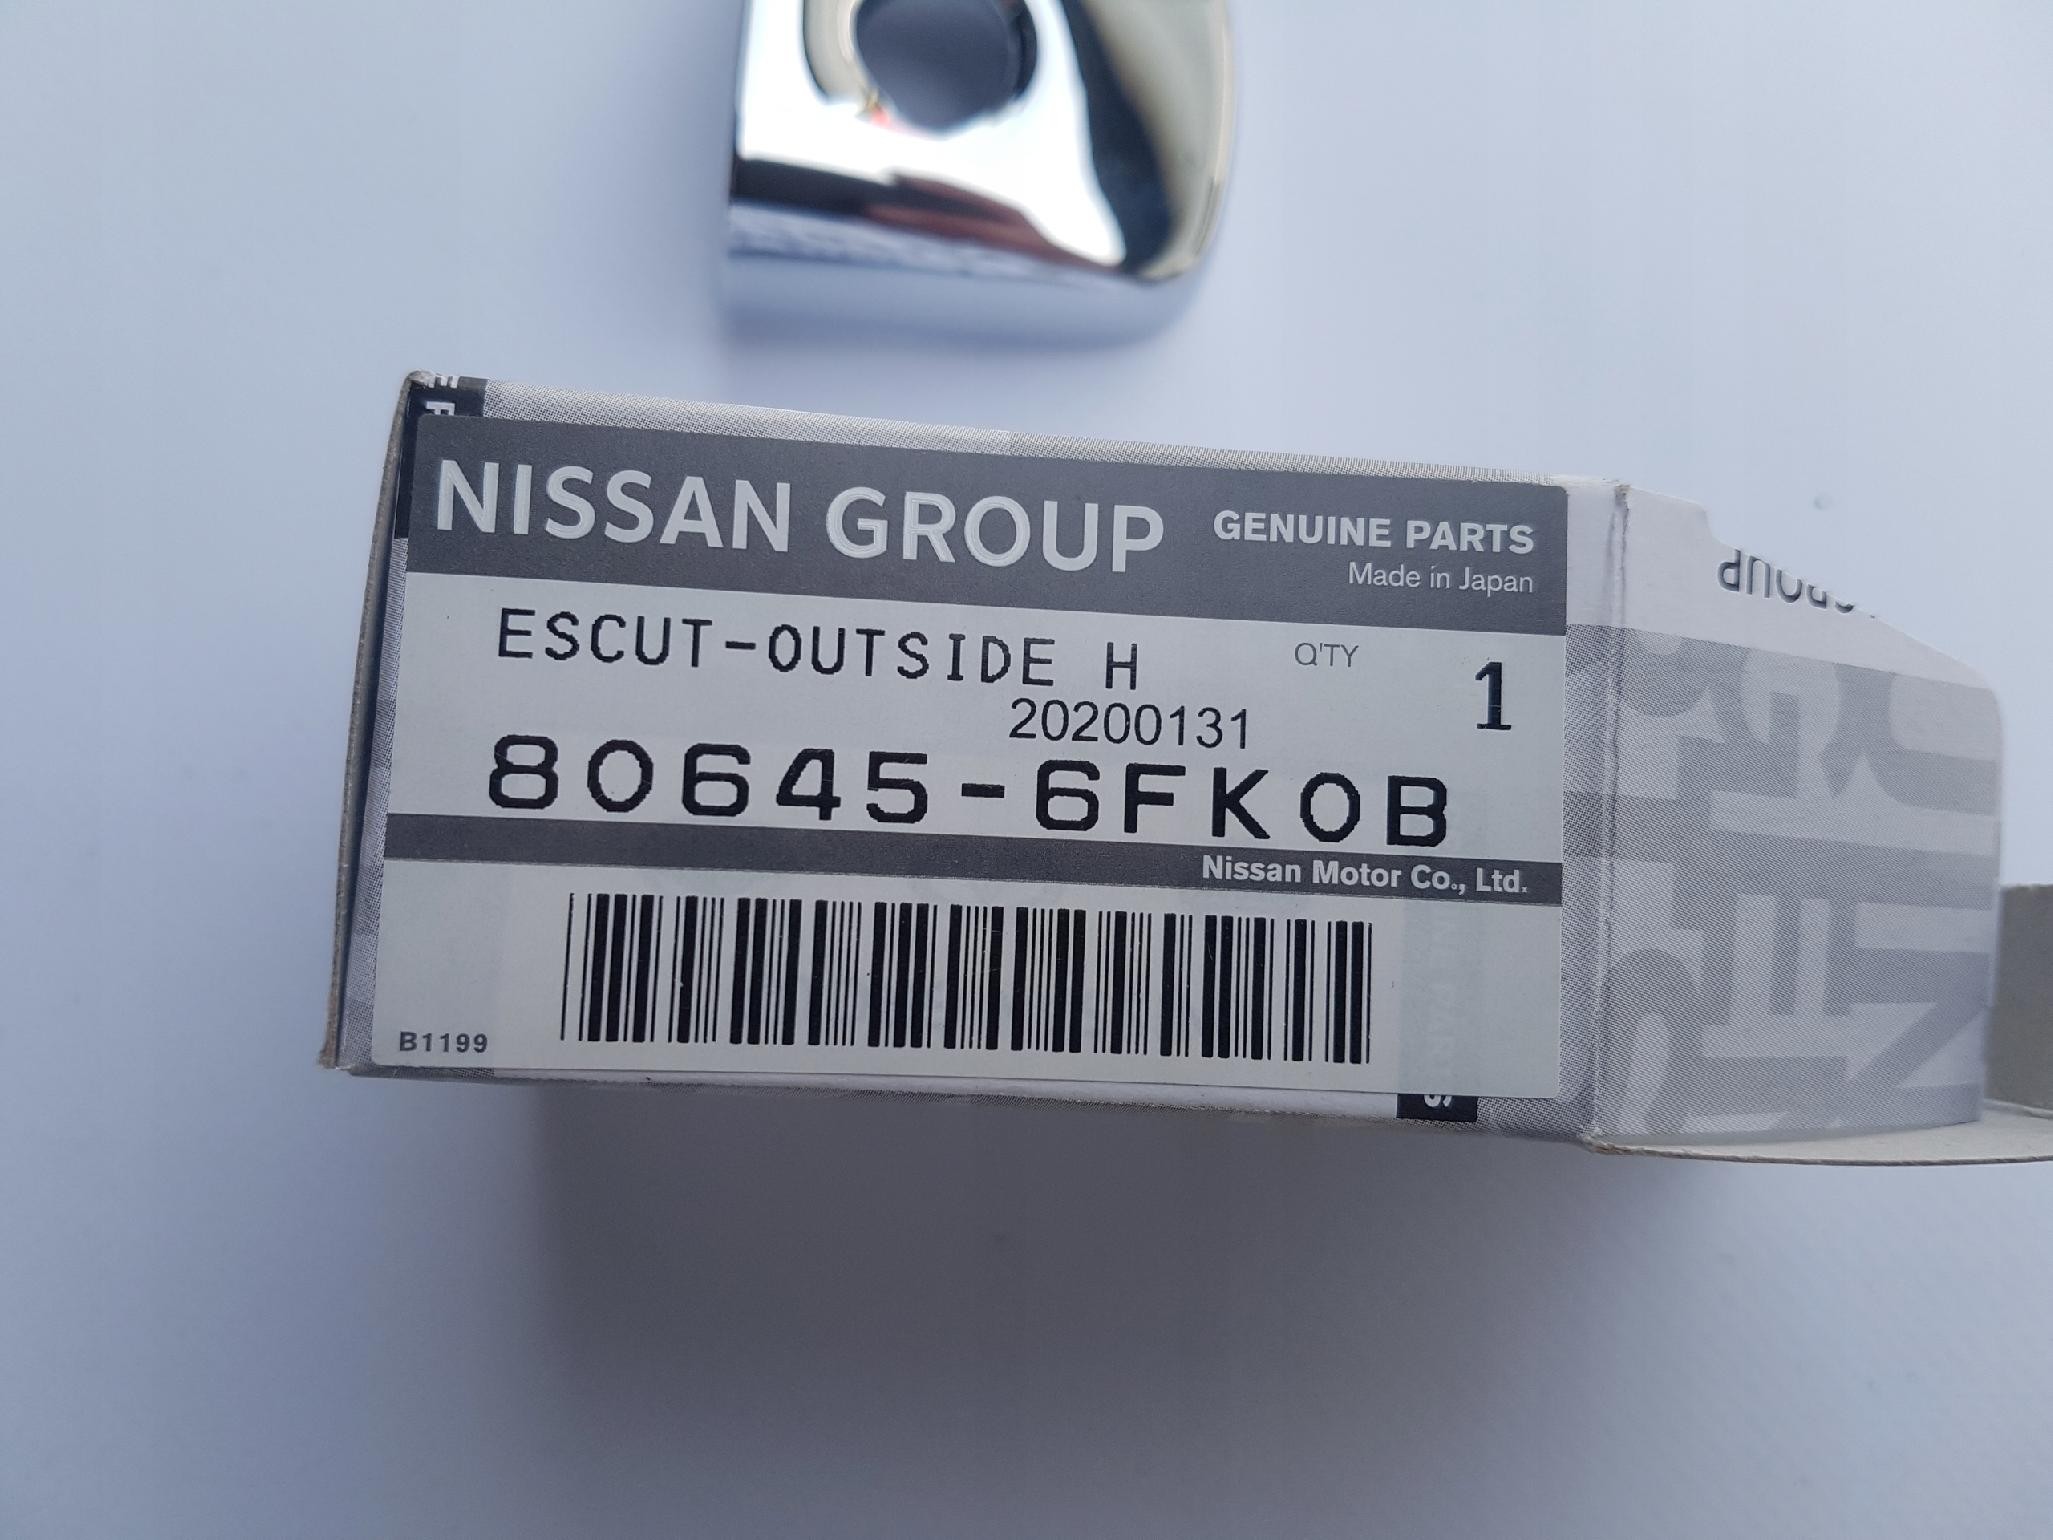 NISSAN GROUP
GENUINE PARTS
Made in Japan
ESCUT-OUTSIDE H
Q'TY
1
20200131
80645-6FK0B
Nissan Motor Co., Ltd.
B1199